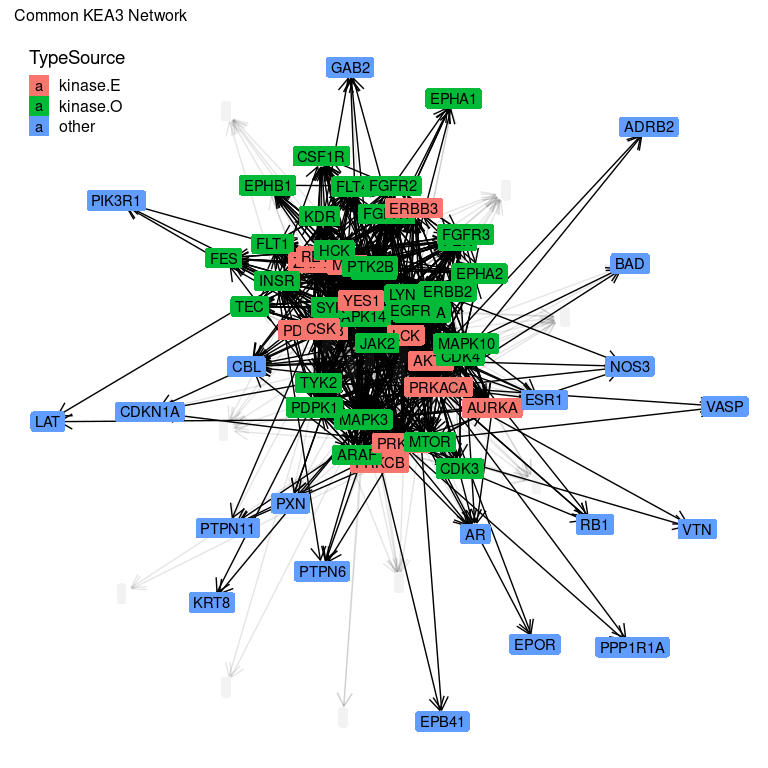 Common KEA3 Network
TypeSource
a kinase.E
a kinase.O
a other
GAB2
EPHA1
ADRB2
CSF1R
EPHB1
FGFR2
PIK3R1
ERBB3
KDR
FGFR3
FLT1
HCK
FES
PTK2B
BAD
INSR
EPHA2
LYN
ERBB2
YES1
TEC
EGFR
CSK
JAK2
MAPK10
CBL
NOS3
TYK2
PRKACA
ESR1
PDPK1
AURKA
VASP
CDKN1A
LAT
MAPK3
MTOR
ARAF
CDK3
PXN
PTPN11
RB1
VTN
AR
PTPN6
KRT8
EPOR
PPP1R1A
EPB41